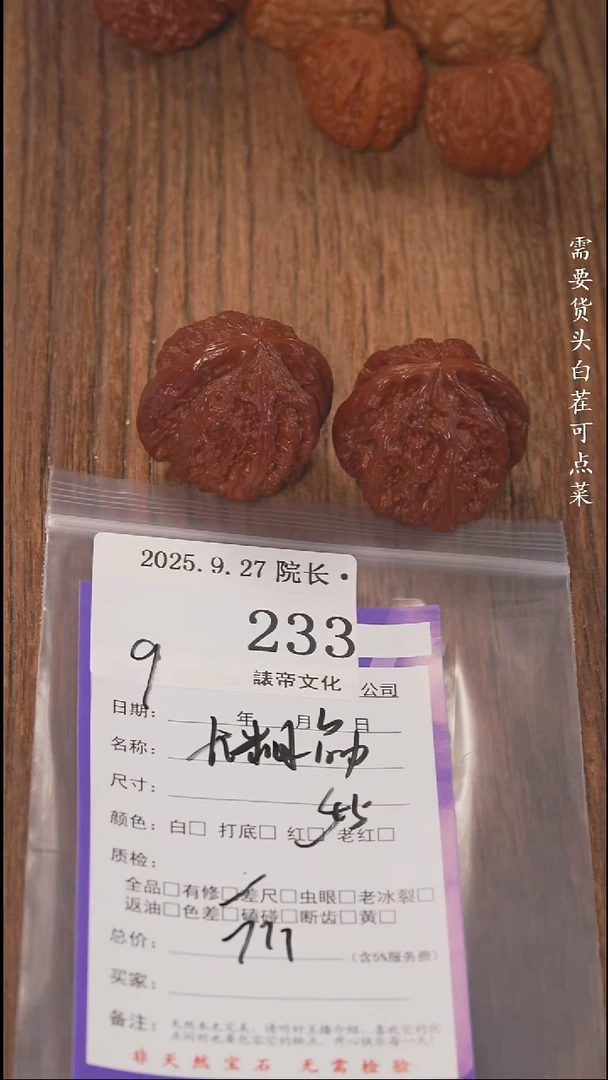 需要货头白茬可点菜
2025.9.27 院长·
233
9
諘帝文化 公司
日期： 年 月 日
名称：
尺寸： 45
颜色：白□ 打底□ 红□ 老红□
质检：
全品□有修□差尺□虫眼□老冰裂□
返油□色差□磕碰□断齿□黄□
总价： 777 （含5%服务费）
买家：
备注：
非天然宝石 无需检验